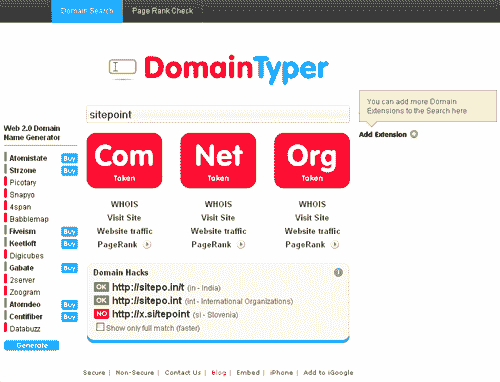 Domain Search Page Rank Check
DomainTyper
You can add more Domain
Extensions to the Search here
sitepoint
Add Extension
Web 2.0 Domain
Name Generator
Com Net Org
Taken Taken Taken
Atomistate Buy
Strzone Buy
Picotary
Snapyo
4span
Babblemap
Fiveism Buy
Keetloft Buy
Digicubes
Gabate Buy
2server
Zoogram
Atomdeo Buy
Centifiber Buy
Databuzz
Generate
WHOIS WHOIS WHOIS
Visit Site Visit Site Visit Site
Website traffic Website traffic Website traffic
PageRank PageRank PageRank
Domain Hacks
OK http://sitepo.in/t (in - India)
OK http://sitepo.int (int - International Organizations)
NO http://x.si/tepoint (si - Slovenia)
Show only full match (faster)
Secure | Non-Secure | Contact Us | Blog | Embed | iPhone | Add to iGoogle